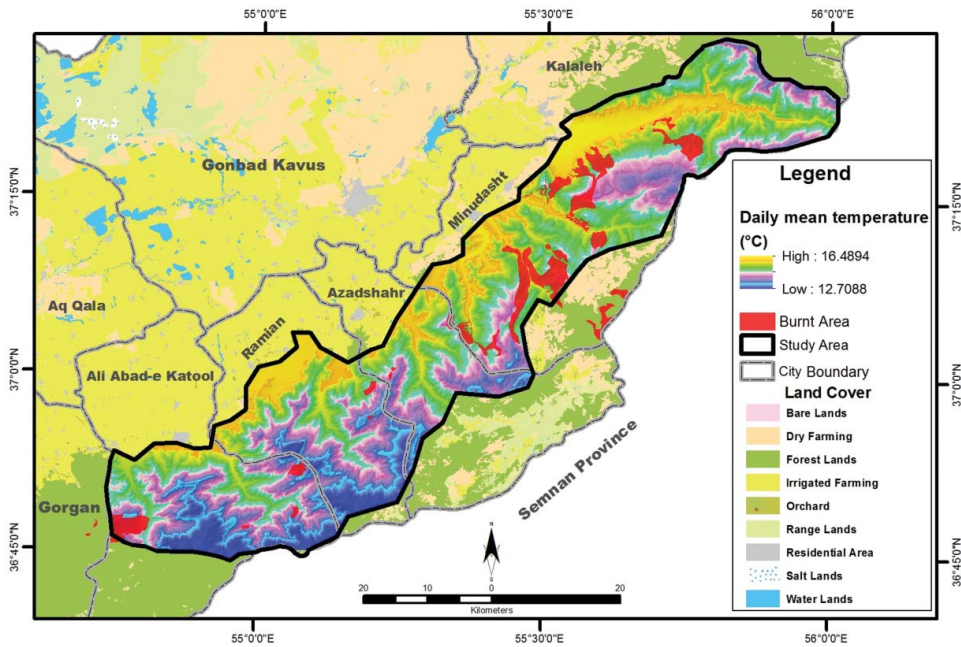 55°0'0"E
55°30'0"E
56°0'0"E
Kalaleh
Gonbad Kavus
Minudasht
Azadshahr
Aq Qala
Ramian
Ali Abad-e Katool
Gorgan
Semnan Province
37°15'0"N
37°0'0"N
36°45'0"N
37°15'0"N
37°0'0"N
36°45'0"N
Legend
Daily mean temperature
(°C)
High : 16.4894
Low : 12.7088
Burnt Area
Study Area
City Boundary
Land Cover
Bare Lands
Dry Farming
Forest Lands
Irrigated Farming
Orchard
Range Lands
Residential Area
Salt Lands
Water Lands
N
W
E
S
20
10
0
20
Kilometers
55°0'0"E
55°30'0"E
56°0'0"E